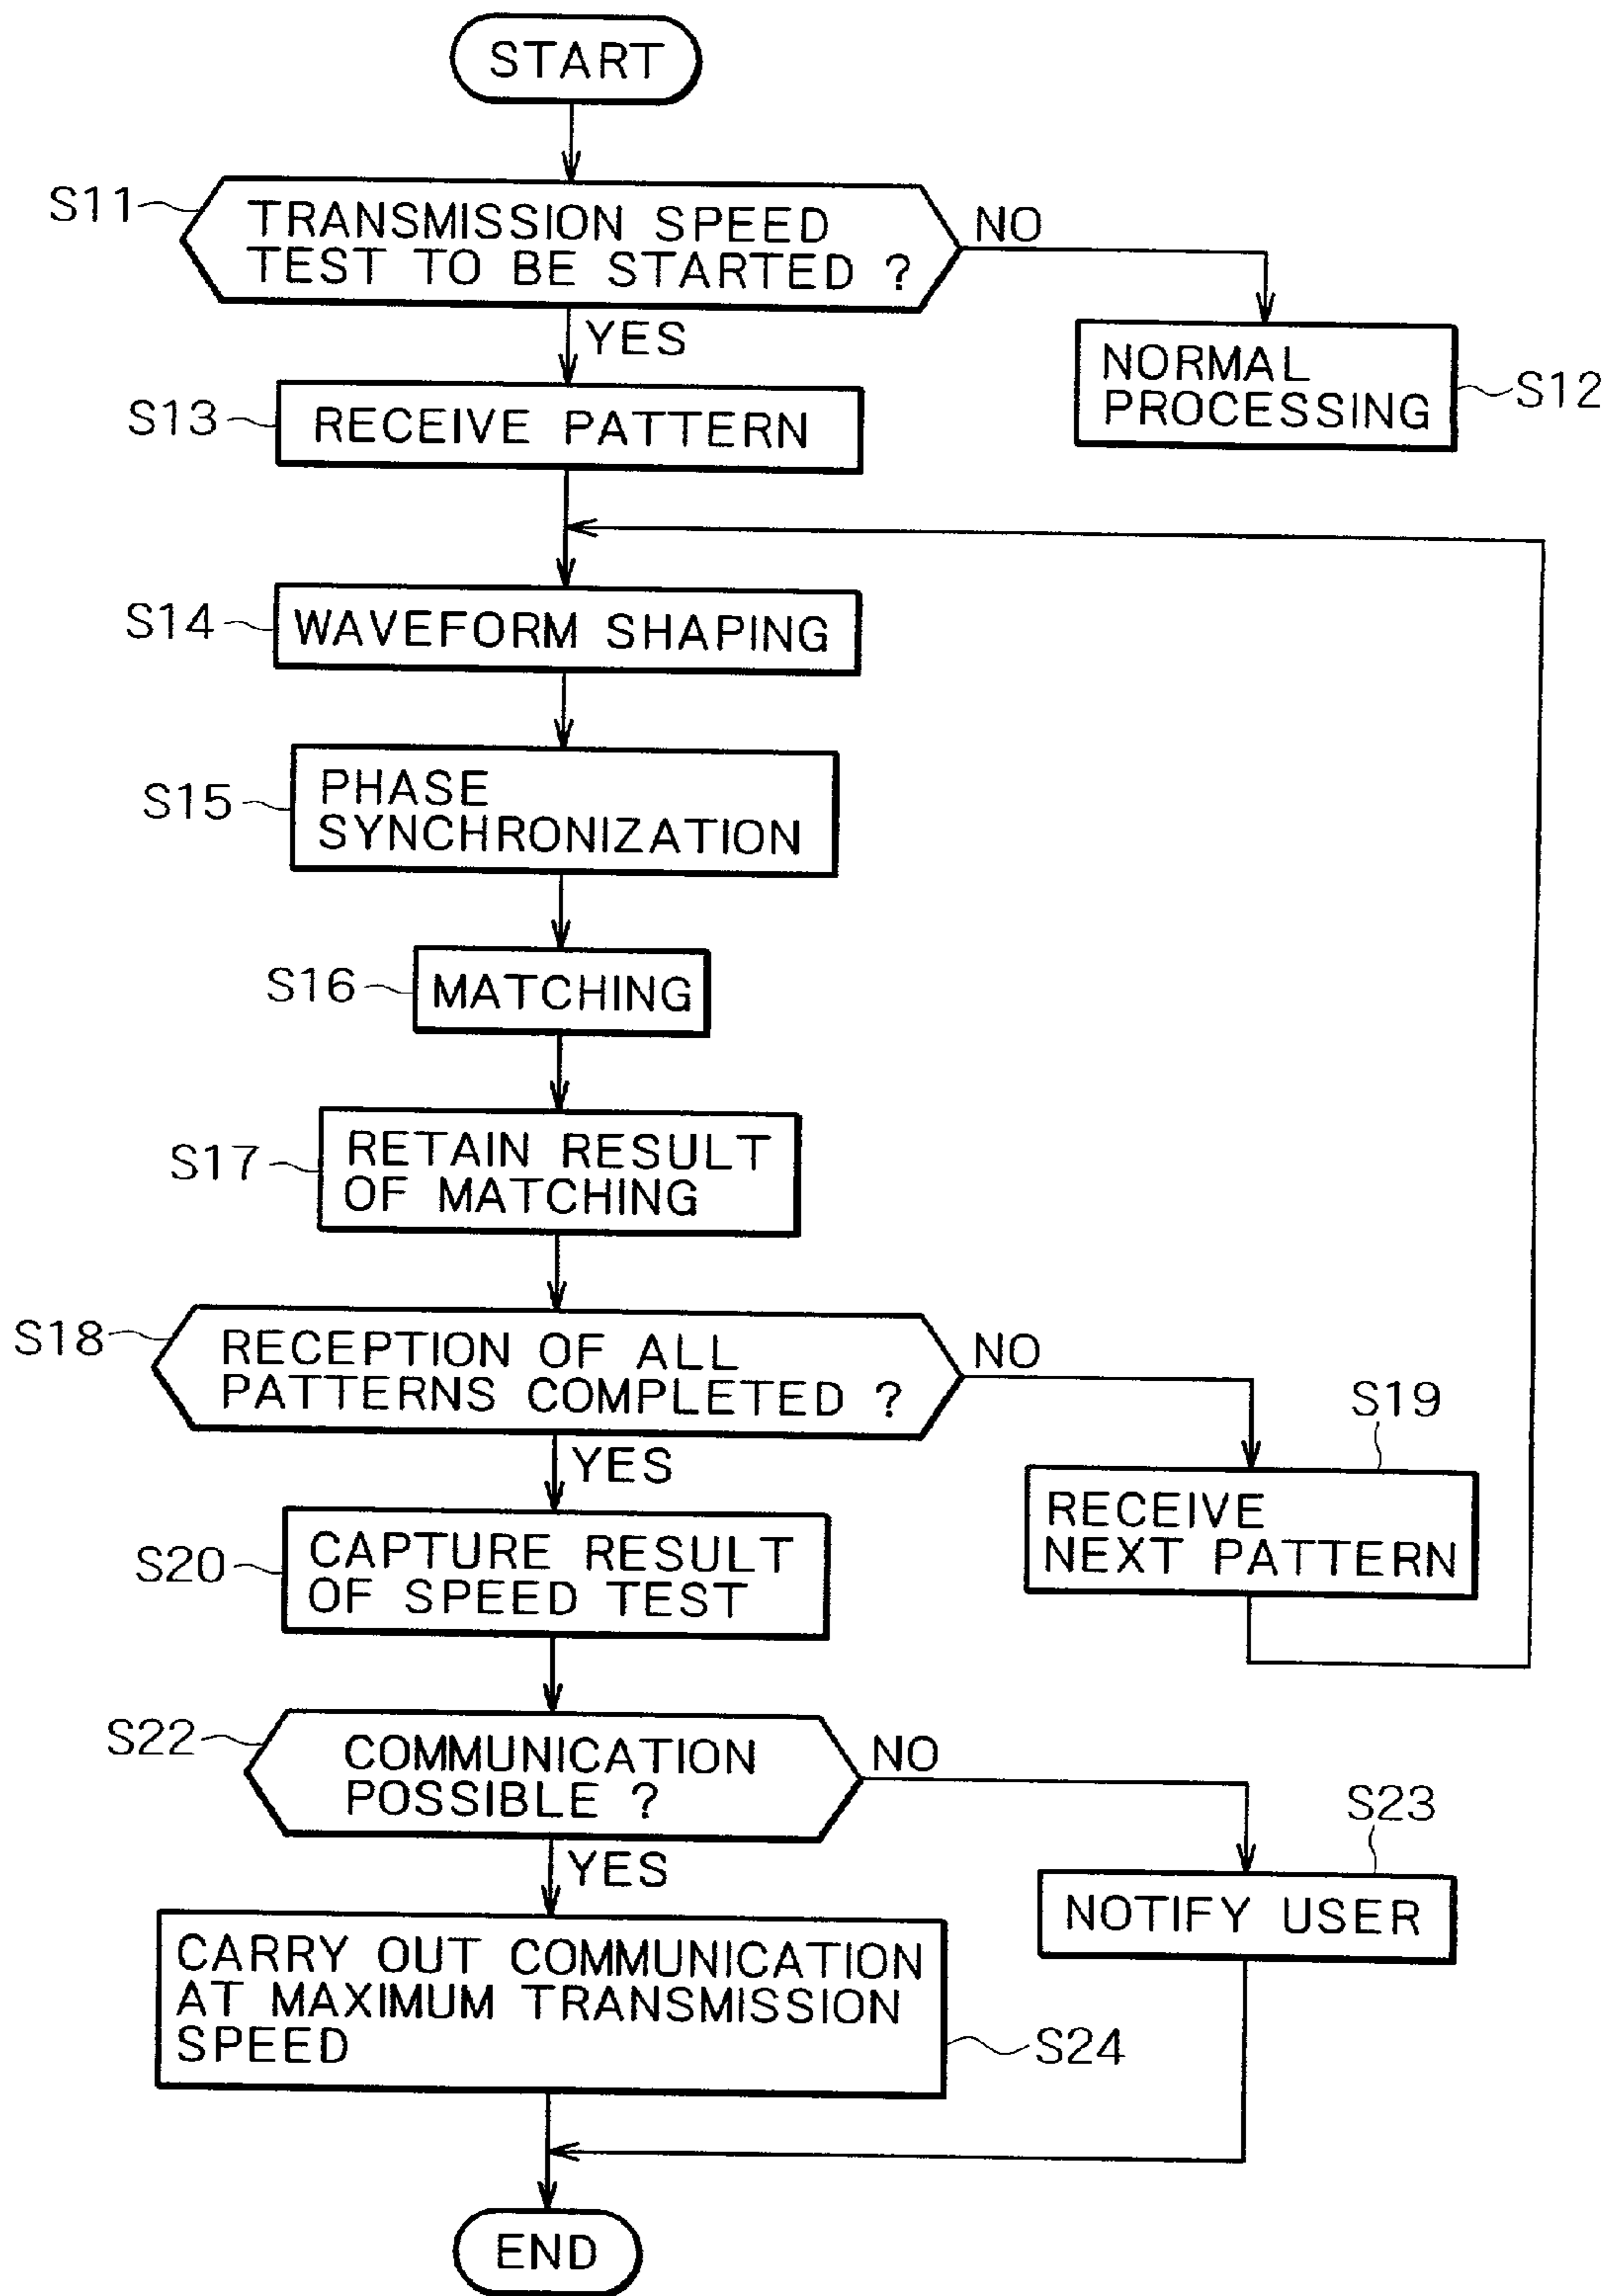 START
S11
TRANSMISSION SPEED
TEST TO BE STARTED ?
NO
YES
NORMAL
PROCESSING
S12
S13
RECEIVE PATTERN
S14
WAVEFORM SHAPING
S15
PHASE
SYNCHRONIZATION
S16
MATCHING
S17
RETAIN RESULT
OF MATCHING
S18
RECEPTION OF ALL
PATTERNS COMPLETED ?
NO
YES
S19
RECEIVE
NEXT PATTERN
S20
CAPTURE RESULT
OF SPEED TEST
S22
COMMUNICATION
POSSIBLE ?
NO
YES
S23
NOTIFY USER
CARRY OUT COMMUNICATION
AT MAXIMUM TRANSMISSION
SPEED
S24
END